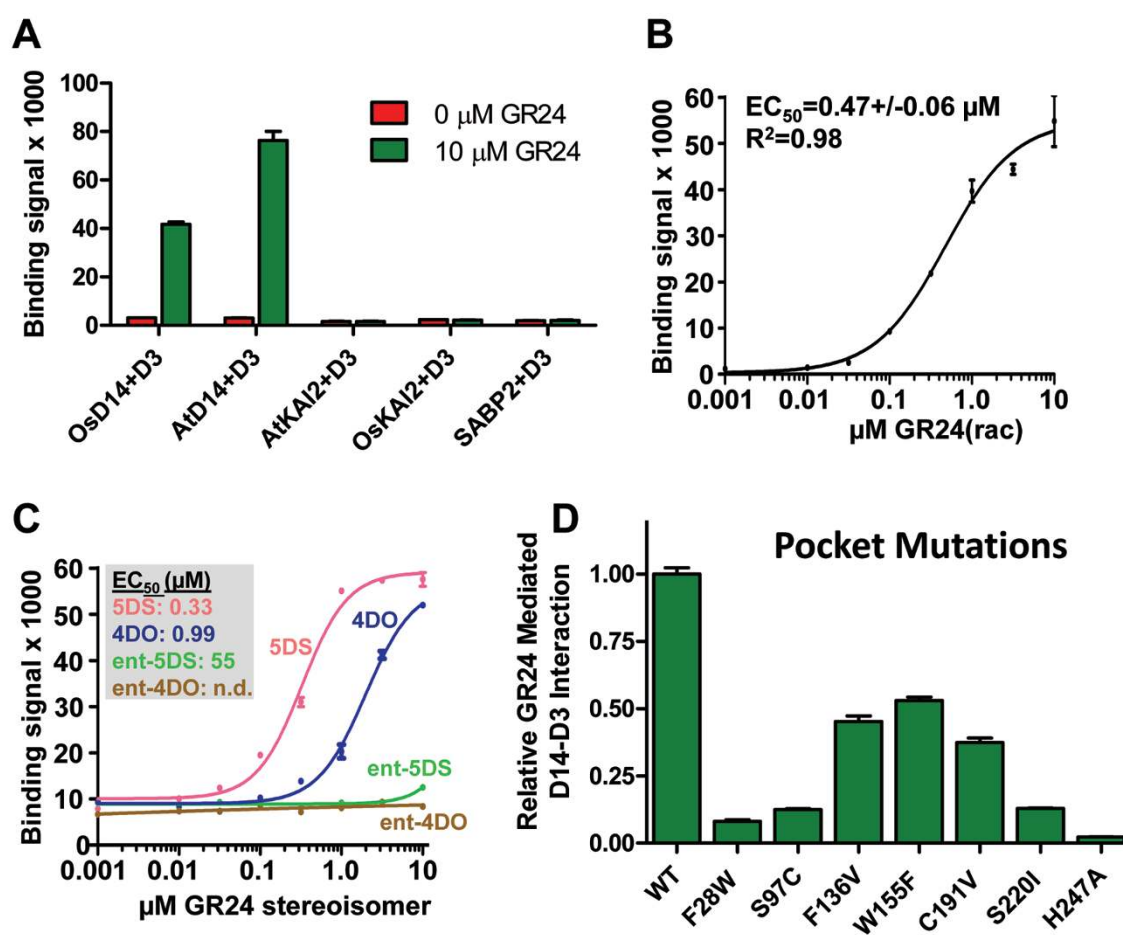 A
Binding signal x 1000
100
80
60
40
20
0
0 μM GR24
10 μM GR24
OsD14+D3
AtD14+D3
AtKAI2+D3
OsKAI2+D3
SABP2+D3
B
Binding signal x 1000
60
50
40
30
20
10
0
EC50=0.47+/-0.06 μM
R2=0.98
0.001
0.01
0.1
1.0
10
μM GR24(rac)
C
Binding signal x 1000
60
50
40
30
20
10
0
EC50 (μM)
5DS: 0.33
4DO: 0.99
ent-5DS: 55
ent-4DO: n.d.
5DS
4DO
ent-5DS
ent-4DO
0.001
0.01
0.1
1.0
10
μM GR24 stereoisomer
D
Pocket Mutations
Relative GR24 Mediated
D14-D3 Interaction
1.00
0.75
0.50
0.25
0.00
WT
F28W
S97C
F136V
W155F
C191V
S220I
H247A